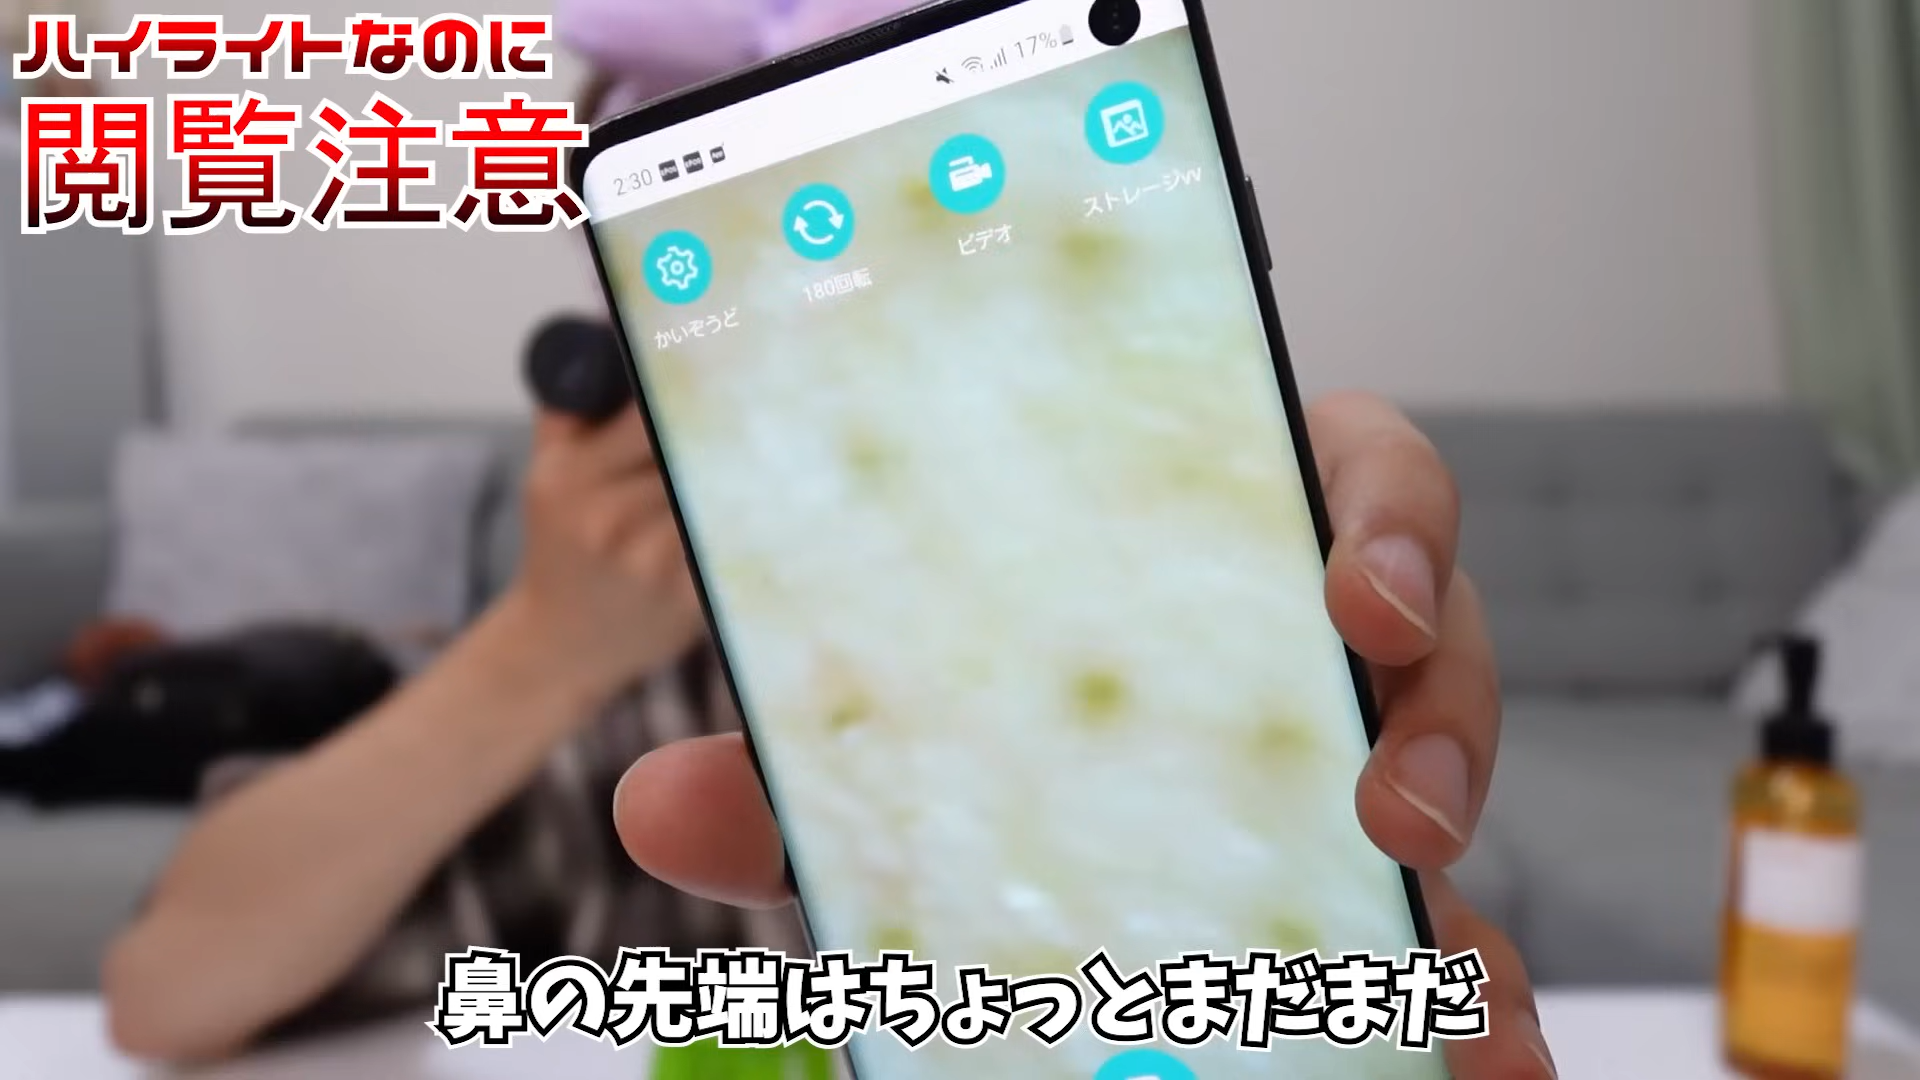 ハイライトなのに
閲覧注意
2:30
17%
かいぞうど
180回転
ビデオ
ストレージvv
鼻の先端はちょっとまだまだ